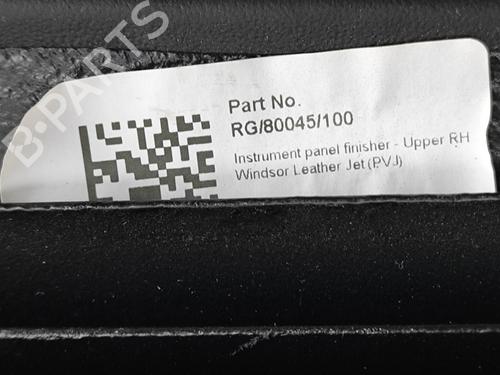 B-PARTS
Part No.
RG/80045/100
Instrument panel finisher - Upper RH
Windsor Leather Jet (PVJ)